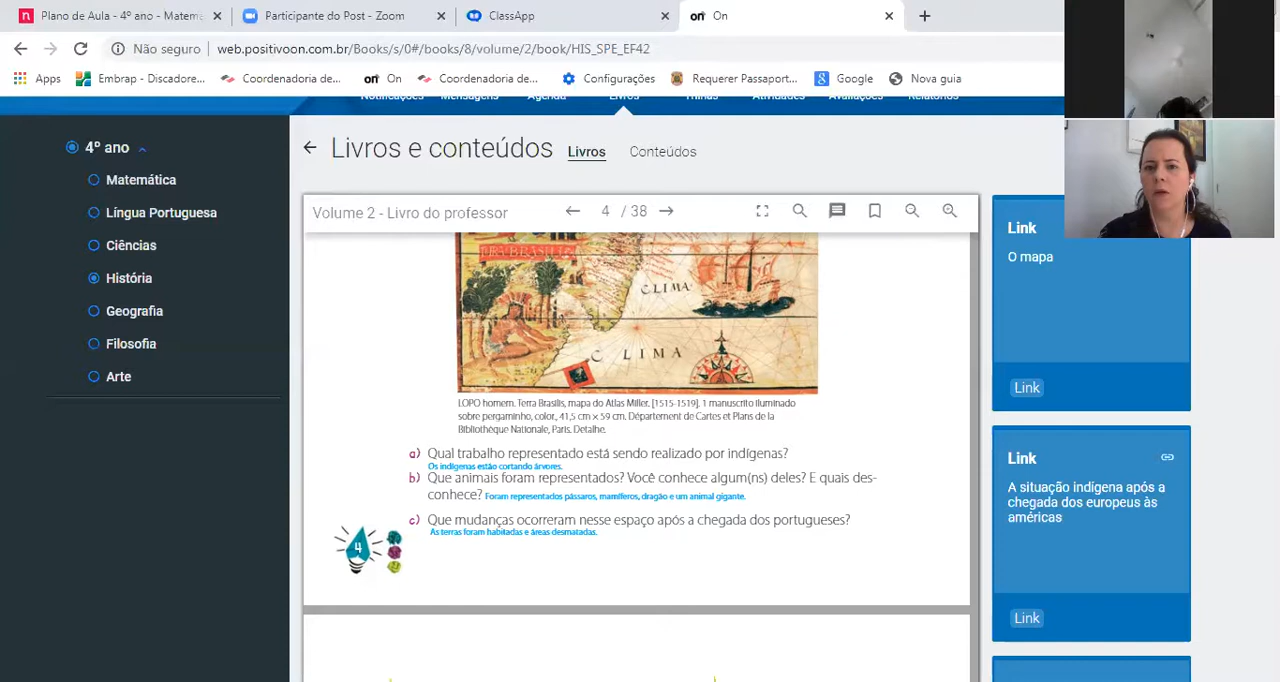 Plano de Aula - 4º ano - Matem
Participante do Post - Zoom
ClassApp
On
Não seguro
web.positivoon.com.br/Books/s/0#/books/8/volume/2/book/HIS_SPE_EF42
Apps
Embrap - Discadore...
Coordenadoria de...
On
Coordenadoria de...
Configurações
Requerer Passaport...
Google
Nova guia
Notificações Mensagens Agenda Livros Trilhas Atividades Avaliações Relatórios
4º ano
Matemática
Língua Portuguesa
Ciências
História
Geografia
Filosofia
Arte
Livros e conteúdos
Livros
Conteúdos
Volume 2 - Livro do professor
4 / 38
CLIMA
CLIMA
LOPO homem. Terra Brasilis, mapa do Atlas Miller. [1515-1519]. 1 manuscrito iluminado
sobre pergaminho, color., 41,5 cm × 59 cm. Département de Cartes et Plans de la
Bibliothèque Nationale, Paris. Detalhe.
a) Qual trabalho representado está sendo realizado por indígenas?
Os indígenas estão cortando árvores.
b) Que animais foram representados? Você conhece algum(ns) deles? E quais des-
conhece? Foram representados pássaros, mamíferos, dragão e um animal gigante.
c) Que mudanças ocorreram nesse espaço após a chegada dos portugueses?
As terras foram habitadas e áreas desmatadas.
4
Link
O mapa
Link
Link
A situação indígena após a
chegada dos europeus às
américas
Link